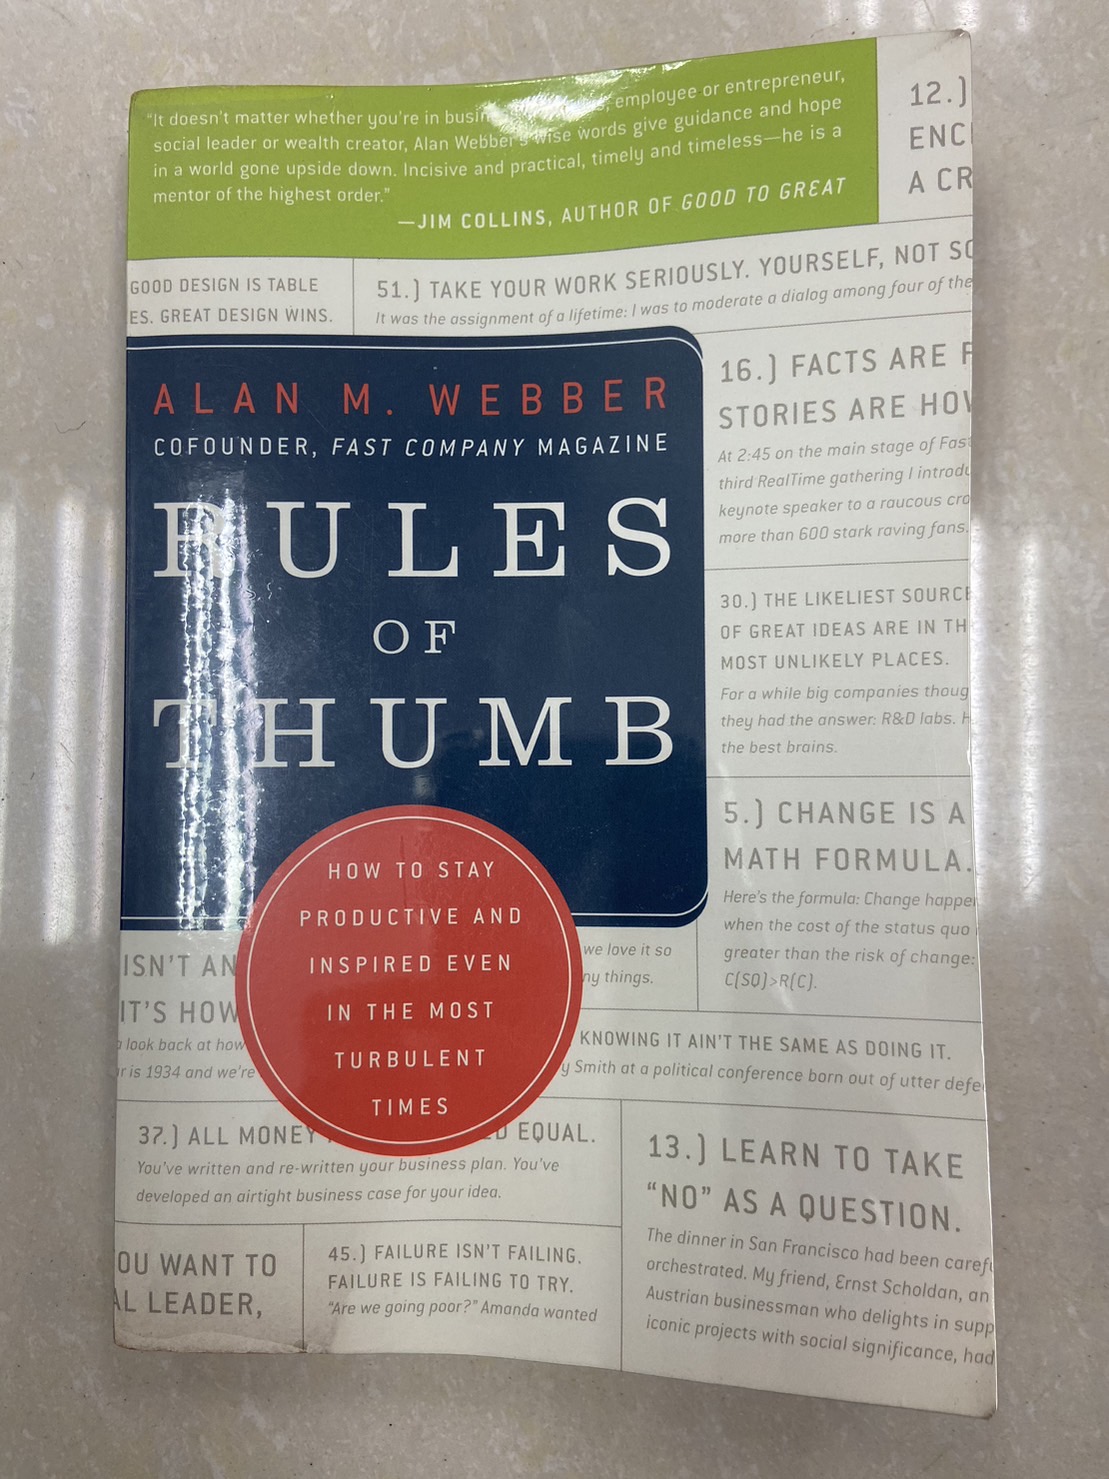 "It doesn't matter whether you're in employee or entrepreneur,
social leader or wealth creator, Alan Webber's wise words give guidance and hope
in a world gone upside down. Incisive and practical, timely and timeless—he is a
mentor of the highest order."
—JIM COLLINS, AUTHOR OF GOOD TO GREAT
12.)
ENC
A CR
GOOD DESIGN IS TABLE
ES. GREAT DESIGN WINS.
51.) TAKE YOUR WORK SERIOUSLY. YOURSELF, NOT SO
It was the assignment of a lifetime: I was to moderate a dialog among four of the
ALAN M. WEBBER
COFOUNDER, FAST COMPANY MAGAZINE
RULES
OF
THUMB
HOW TO STAY
PRODUCTIVE AND
INSPIRED EVEN
IN THE MOST
TURBULENT
TIMES
16.) FACTS ARE F
STORIES ARE HOW
At 2:45 on the main stage of Fast
third RealTime gathering I introdu
keynote speaker to a raucous cro
more than 600 stark raving fans.
30.) THE LIKELIEST SOURCE
OF GREAT IDEAS ARE IN TH
MOST UNLIKELY PLACES.
For a while big companies thoug
they had the answer: R&D labs. H
the best brains.
5.) CHANGE IS A
MATH FORMULA.
Here's the formula: Change happe
when the cost of the status quo
greater than the risk of change:
C(SQ)>R(C).
ISN'T AN
IT'S HOW
a look back at how
ar is 1934 and we're
we love it so
ny things.
KNOWING IT AIN'T THE SAME AS DOING IT.
y Smith at a political conference born out of utter defe
37.) ALL MONEY EQUAL.
You've written and re-written your business plan. You've
developed an airtight business case for your idea.
13.) LEARN TO TAKE
"NO" AS A QUESTION.
The dinner in San Francisco had been caref
orchestrated. My friend, Ernst Scholdan, an
Austrian businessman who delights in supp
iconic projects with social significance, had
OU WANT TO
AL LEADER,
45.) FAILURE ISN'T FAILING.
FAILURE IS FAILING TO TRY.
"Are we going poor?" Amanda wanted